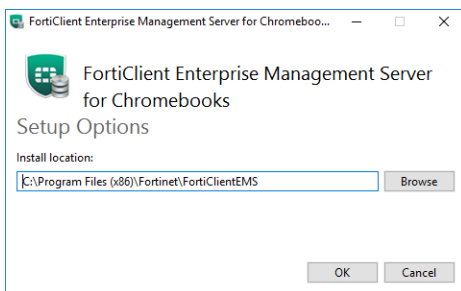 FortiClient Enterprise Management Server for Chromeboo...
FortiClient Enterprise Management Server
for Chromebooks
Setup Options
Install location:
C:\Program Files (x86)\Fortinet\FortiClientEMS
Browse
OK
Cancel